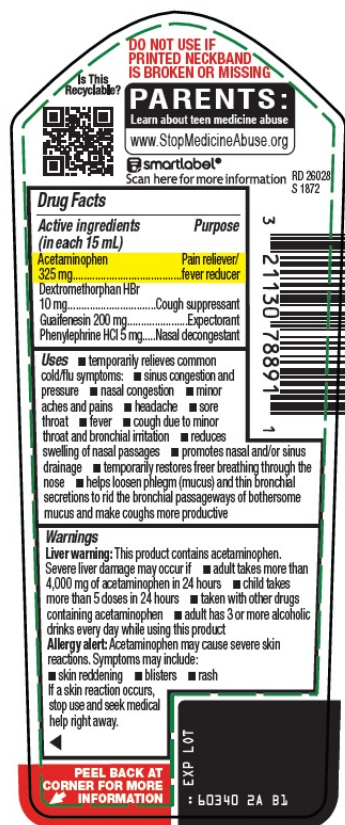 DO NOT USE IF
PRINTED NECKBAND
IS BROKEN OR MISSING
Is This
Recyclable?
PARENTS:
Learn about teen medicine abuse
www.StopMedicineAbuse.org
smartlabel®
Scan here for more information
RD 26028
S 1872
Drug Facts
Active ingredients Purpose
(in each 15 mL)
Acetaminophen Pain reliever/
325 mg......................................fever reducer
Dextromethorphan HBr
10 mg..............................Cough suppressant
Guaifenesin 200 mg....................Expectorant
Phenylephrine HCl 5 mg.....Nasal decongestant
3 21130 78891 1
Uses ■ temporarily relieves common
cold/flu symptoms: ■ sinus congestion and
pressure ■ nasal congestion ■ minor
aches and pains ■ headache ■ sore
throat ■ fever ■ cough due to minor
throat and bronchial irritation ■ reduces
swelling of nasal passages ■ promotes nasal and/or sinus
drainage ■ temporarily restores freer breathing through the
nose ■ helps loosen phlegm (mucus) and thin bronchial
secretions to rid the bronchial passageways of bothersome
mucus and make coughs more productive
Warnings
Liver warning: This product contains acetaminophen.
Severe liver damage may occur if ■ adult takes more than
4,000 mg of acetaminophen in 24 hours ■ child takes
more than 5 doses in 24 hours ■ taken with other drugs
containing acetaminophen ■ adult has 3 or more alcoholic
drinks every day while using this product
Allergy alert: Acetaminophen may cause severe skin
reactions. Symptoms may include:
■ skin reddening ■ blisters ■ rash
If a skin reaction occurs,
stop use and seek medical
help right away.
PEEL BACK AT
CORNER FOR MORE
INFORMATION
EXP LOT
: 60340 2A B1